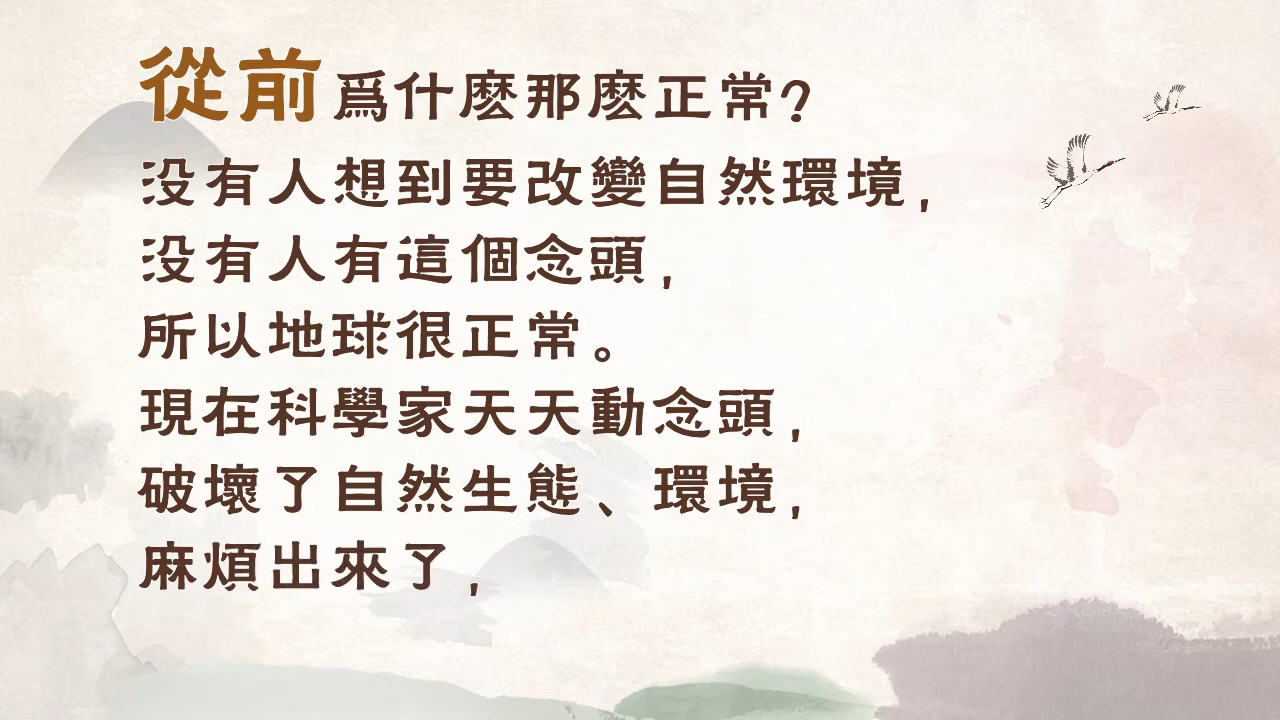 從前爲什麽那麽正常?
没有人想到要改變自然環境,
没有人有這個念頭,
所以地球很正常。
現在科學家天天動念頭,
破壞了自然生態、環境,
麻煩出來了,